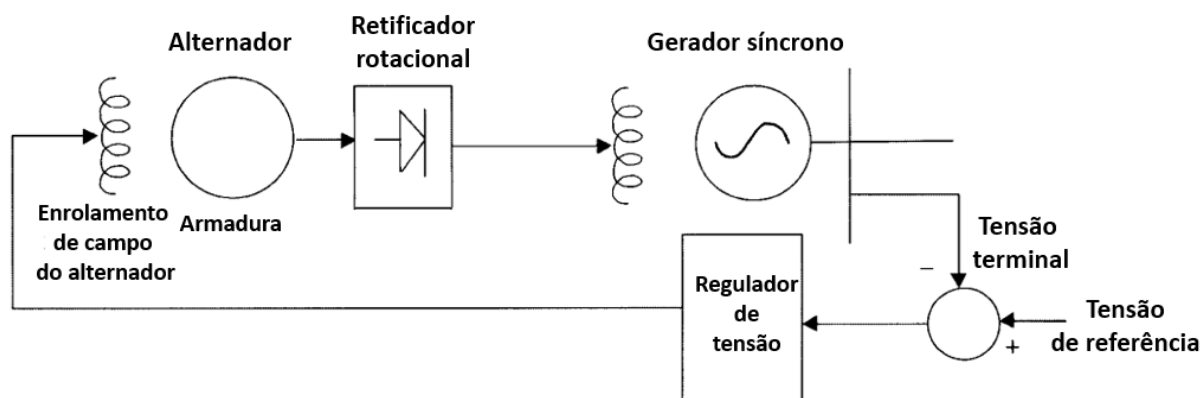 Alternador
Retificador
rotacional
Gerador síncrono
Enrolamento
de campo
do alternador
Armadura
Regulador
de
tensão
Tensão
terminal
−
+
Tensão
de referência